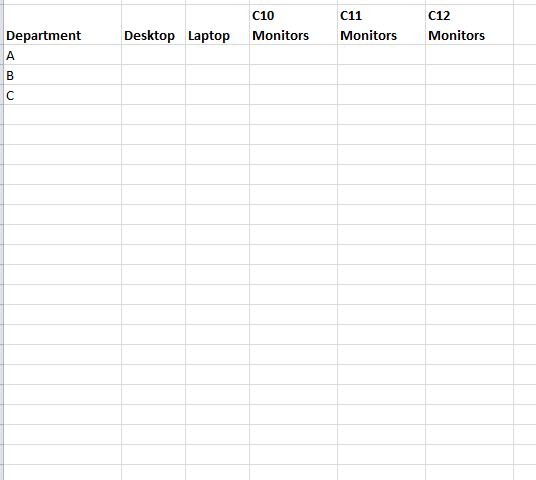 C10 C11 C12
Department Desktop Laptop Monitors Monitors Monitors
A
B
C